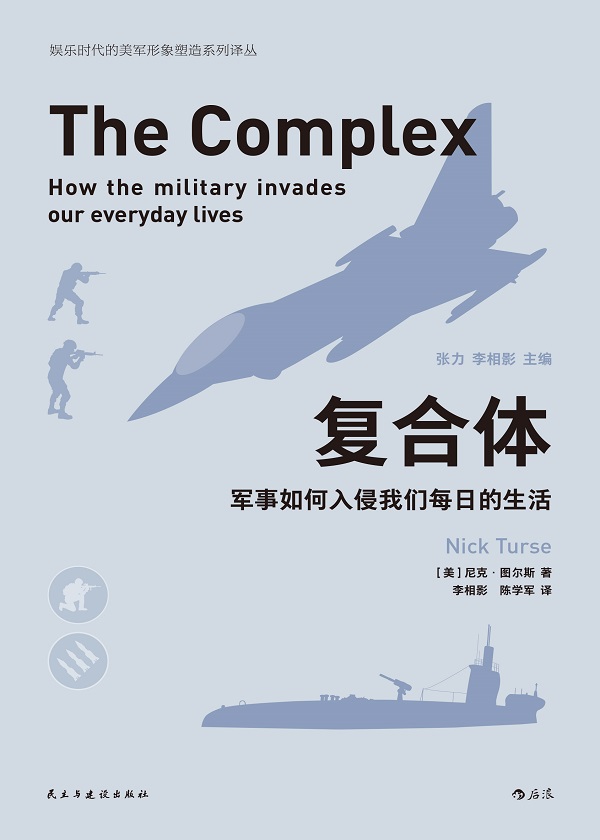 娱乐时代的美军形象塑造系列译丛
The Complex
How the military invades
our everyday lives
张力 李相影 主编
复合体
军事如何入侵我们每日的生活
Nick Turse
[美]尼克·图尔斯 著
李相影 陈学军 译
民主与建设出版社
后浪